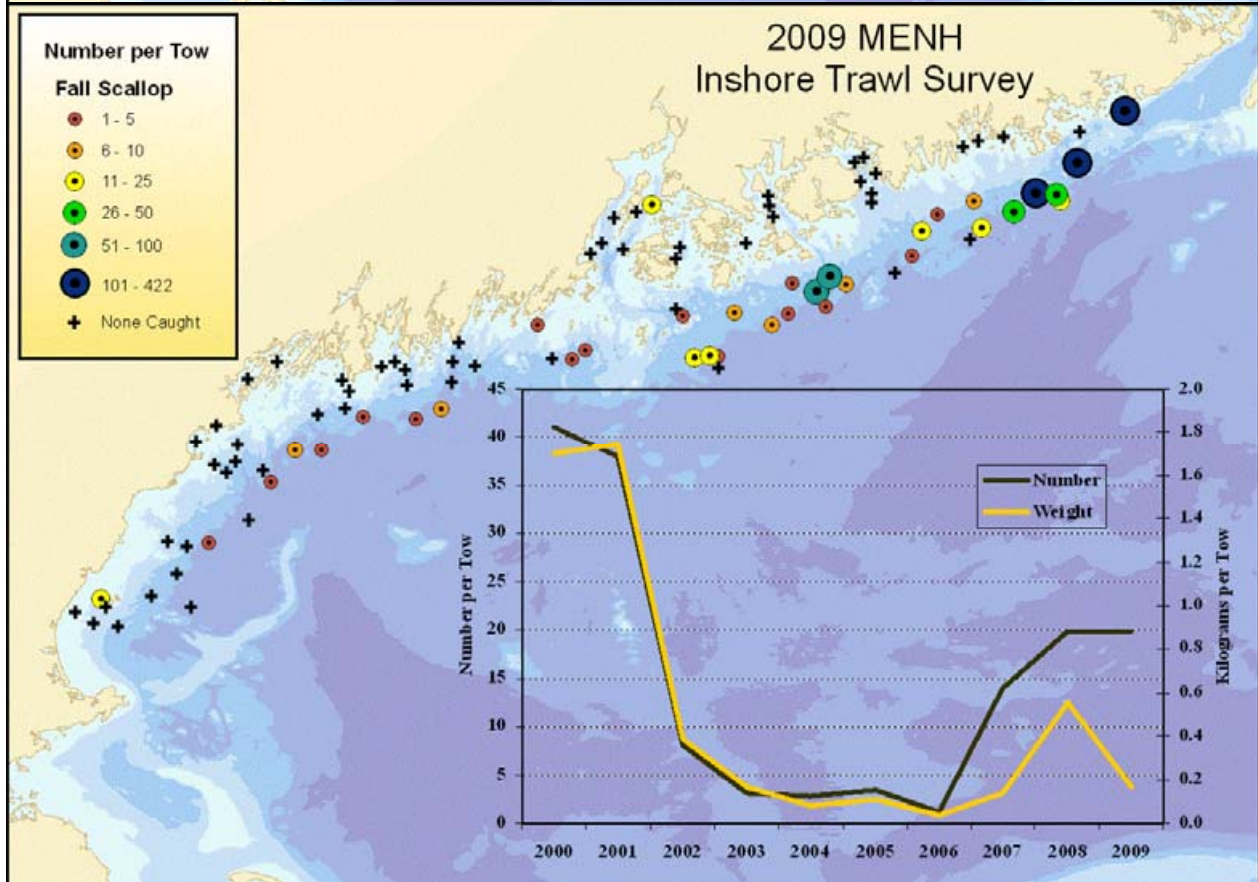 2009 MENH
Inshore Trawl Survey
Number per Tow
Fall Scallop
1 - 5
6 - 10
11 - 25
26 - 50
51 - 100
101 - 422
None Caught
Number
Weight
Number per Tow
45
40
35
30
25
20
15
10
5
0
2.0
1.8
1.6
1.4
1.2
1.0
0.8
0.6
0.4
0.2
0.0
Kilograms per Tow
2000 2001 2002 2003 2004 2005 2006 2007 2008 2009